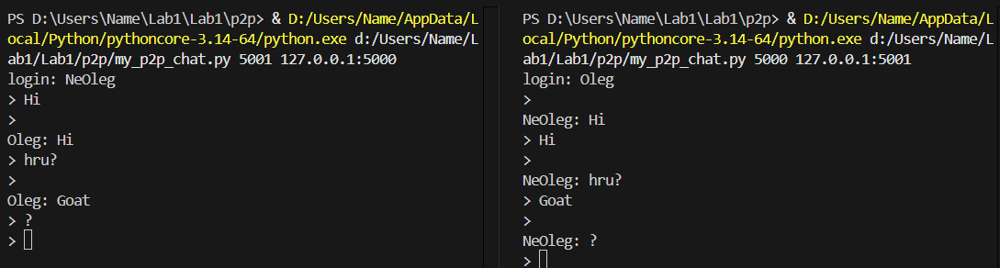 PS D:\Users\Name\Lab1\Lab1\p2p> & D:/Users/Name/AppData/L
ocal/Python/pythoncore-3.14-64/python.exe d:/Users/Name/L
ab1/Lab1/p2p/my_p2p_chat.py 5001 127.0.0.1:5000
login: NeOleg
> Hi
>
Oleg: Hi
> hru?
>
Oleg: Goat
> ?
>
PS D:\Users\Name\Lab1\Lab1\p2p> & D:/Users/Name/AppData/L
ocal/Python/pythoncore-3.14-64/python.exe d:/Users/Name/L
ab1/Lab1/p2p/my_p2p_chat.py 5000 127.0.0.1:5001
login: Oleg
>
NeOleg: Hi
> Hi
>
NeOleg: hru?
> Goat
>
NeOleg: ?
>